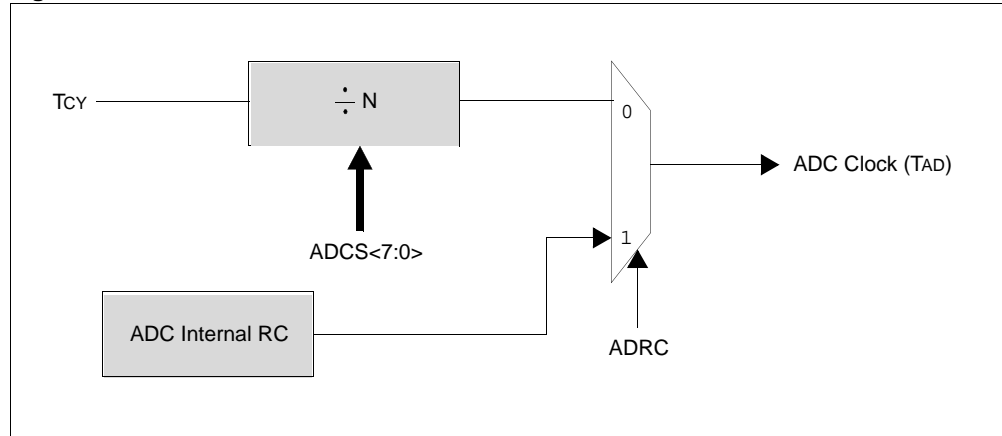 TCY
÷ N
0
ADC Clock (TAD)
ADCS<7:0>
1
ADC Internal RC
ADRC